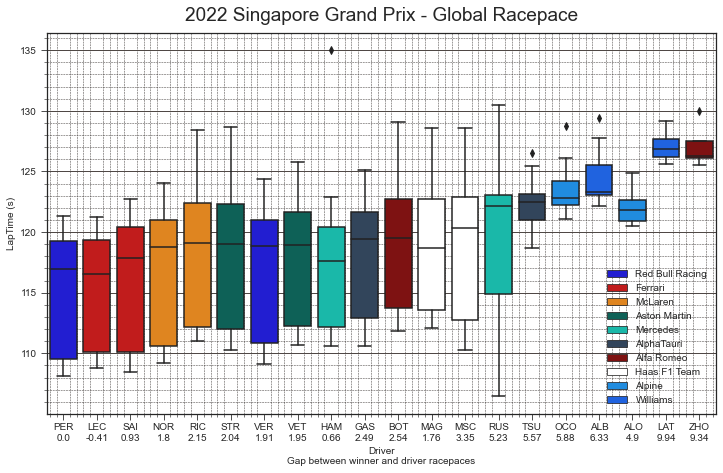 2022 Singapore Grand Prix - Global Racepace
135
130
125
120
115
110
LapTime (s)
Red Bull Racing
Ferrari
McLaren
Aston Martin
Mercedes
AlphaTauri
Alfa Romeo
Haas F1 Team
Alpine
Williams
PER LEC SAI NOR RIC STR VER VET HAM GAS BOT MAG MSC RUS TSU OCO ALB ALO LAT ZHO
0.0 -0.41 0.93 1.8 2.15 2.04 1.91 1.95 0.66 2.49 2.54 1.76 3.35 5.23 5.57 5.88 6.33 4.9 9.94 9.34
Driver
Gap between winner and driver racepaces